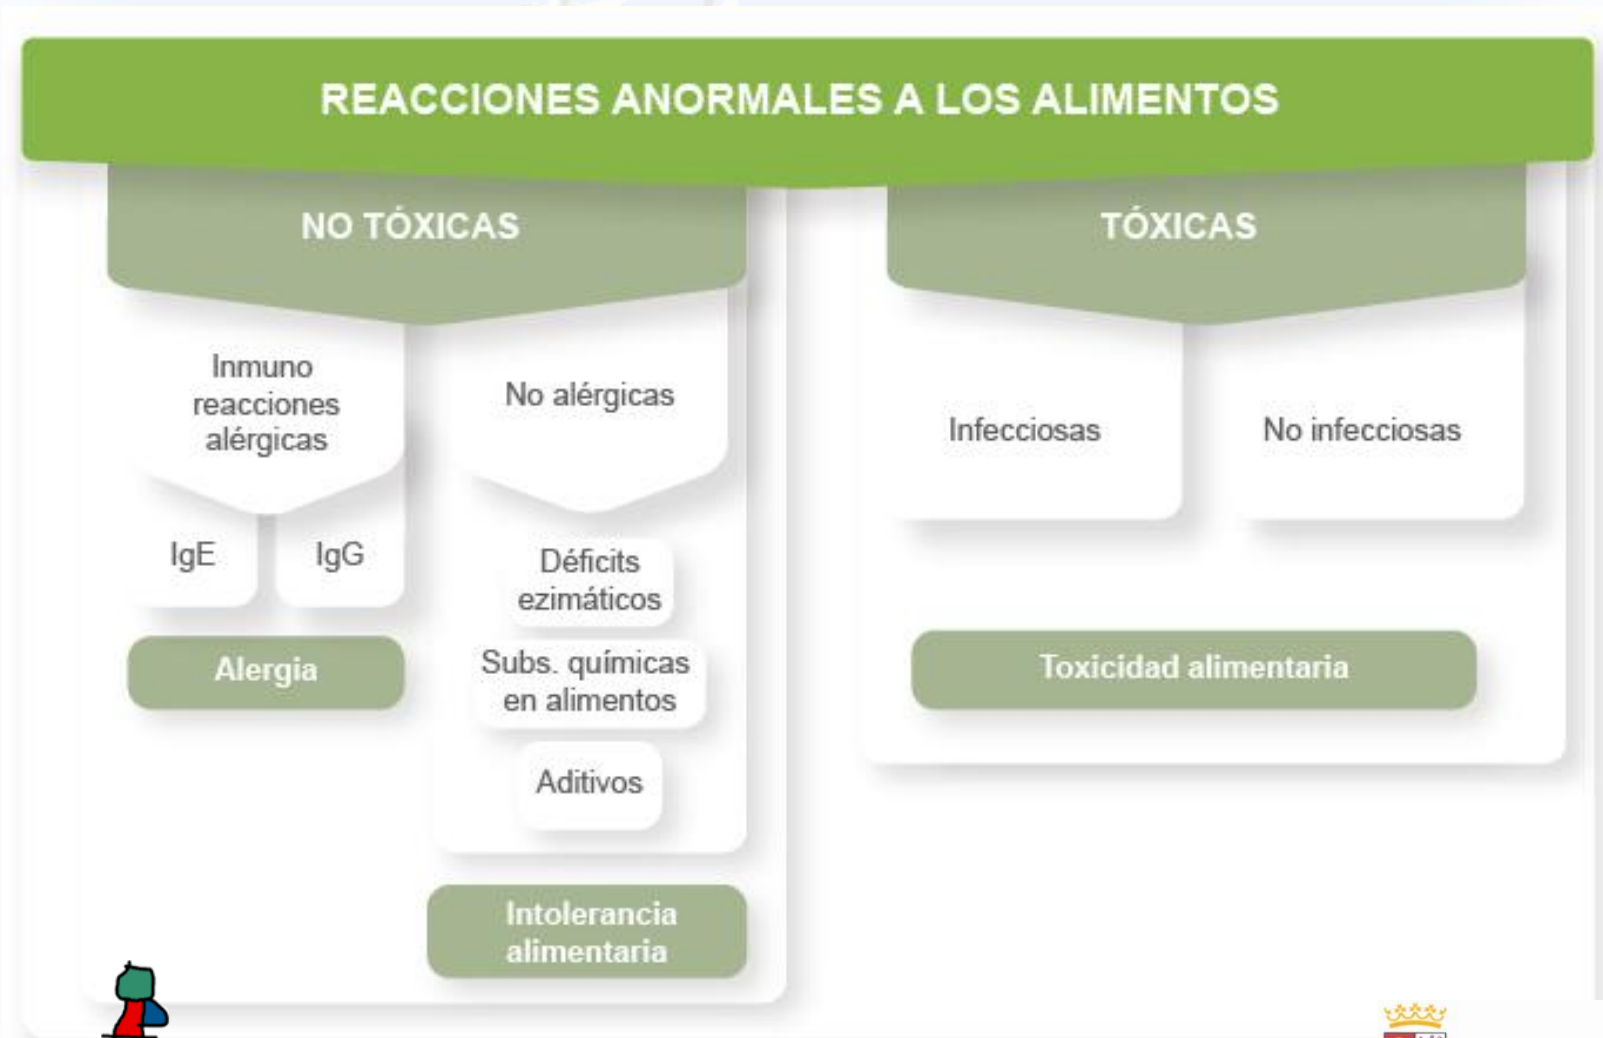 REACCIONES ANORMALES A LOS ALIMENTOS
NO TÓXICAS
TÓXICAS
Inmuno
reacciones
alérgicas
No alérgicas
Infecciosas
No infecciosas
IgE
IgG
Déficits
ezimáticos
Alergia
Subs. químicas
en alimentos
Toxicidad alimentaria
Aditivos
Intolerancia
alimentaria